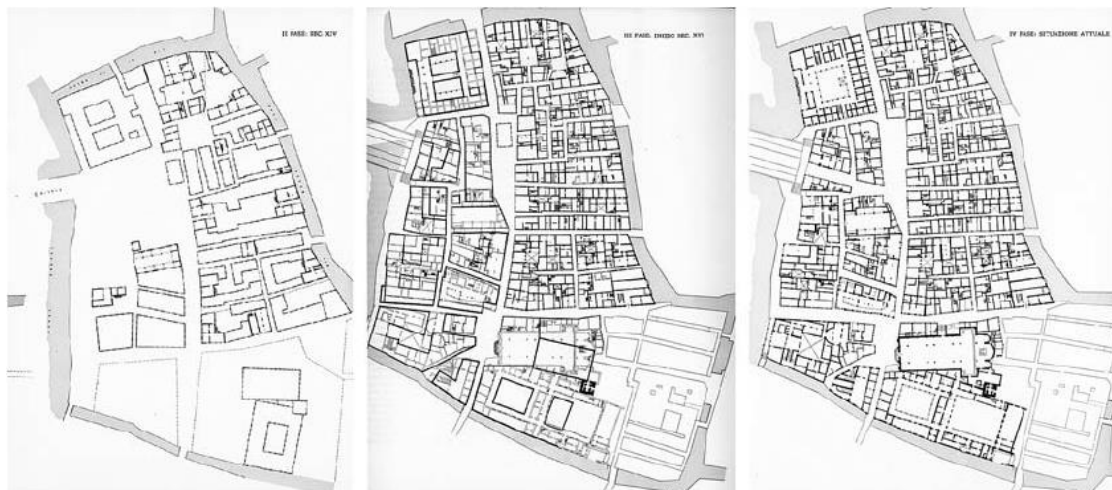 II FASE: SEC. XIV
III FASE: INIZIO SEC. XVI
IV FASE: SITUAZIONE ATTUALE